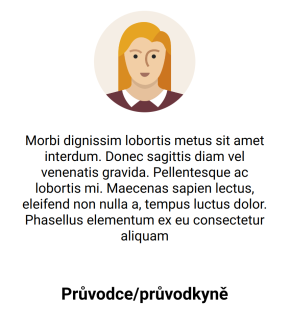 Morbi dignissim lobortis metus sit amet
interdum. Donec sagittis diam vel
venenatis gravida. Pellentesque ac
lobortis mi. Maecenas sapien lectus,
eleifend non nulla a, tempus luctus dolor.
Phasellus elementum ex eu consectetur
aliquam
Průvodce/průvodkyně